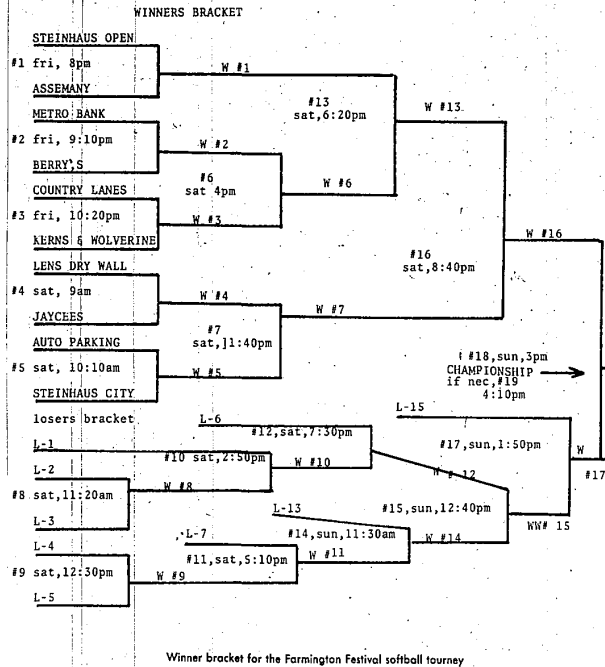 WINNERS BRACKET
STEINHAUS OPEN
#1 fri, 8pm
W #1
ASSEMANY
#13
sat,6:20pm
W #13
METRO BANK
#2 fri, 9:10pm
W #2
BERRY'S
#6
sat 4pm
W #6
COUNTRY LANES
#3 fri, 10:20pm
W #3
KERNS & WOLVERINE
W #16
#16
sat,8:40pm
LENS DRY WALL
#4 sat, 9am
W #4
W #7
JAYCEES
#7
sat,]1:40pm
AUTO PARKING
#5 sat, 10:10am
W #5
STEINHAUS CITY
#18,sun,3pm
CHAMPIONSHIP
if nec,#19
4:10pm
losers bracket
L-6
L-15
#12,sat,7:30pm
#17,sun,1:50pm
L-1
#10 sat,2:50pm
W #10
W
#17
L-2
W #8
W # 12
#8 sat,11:20am
L-3
L-13
#15,sun,12:40pm
WW# 15
L-4
L-7
#14,sun,11:30am
W #14
#9 sat,12:30pm
#11,sat,5:10pm
W #11
W #9
L-5
Winner bracket for the Farmington Festival softball tourney